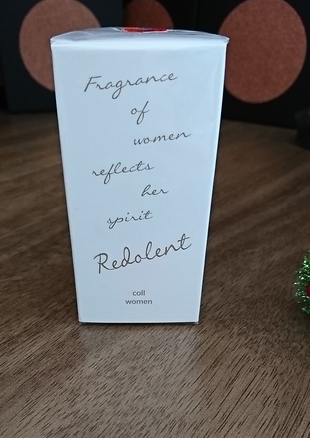 Fragrance
of
women
reflects
her
spirit
Redolent
coll
women